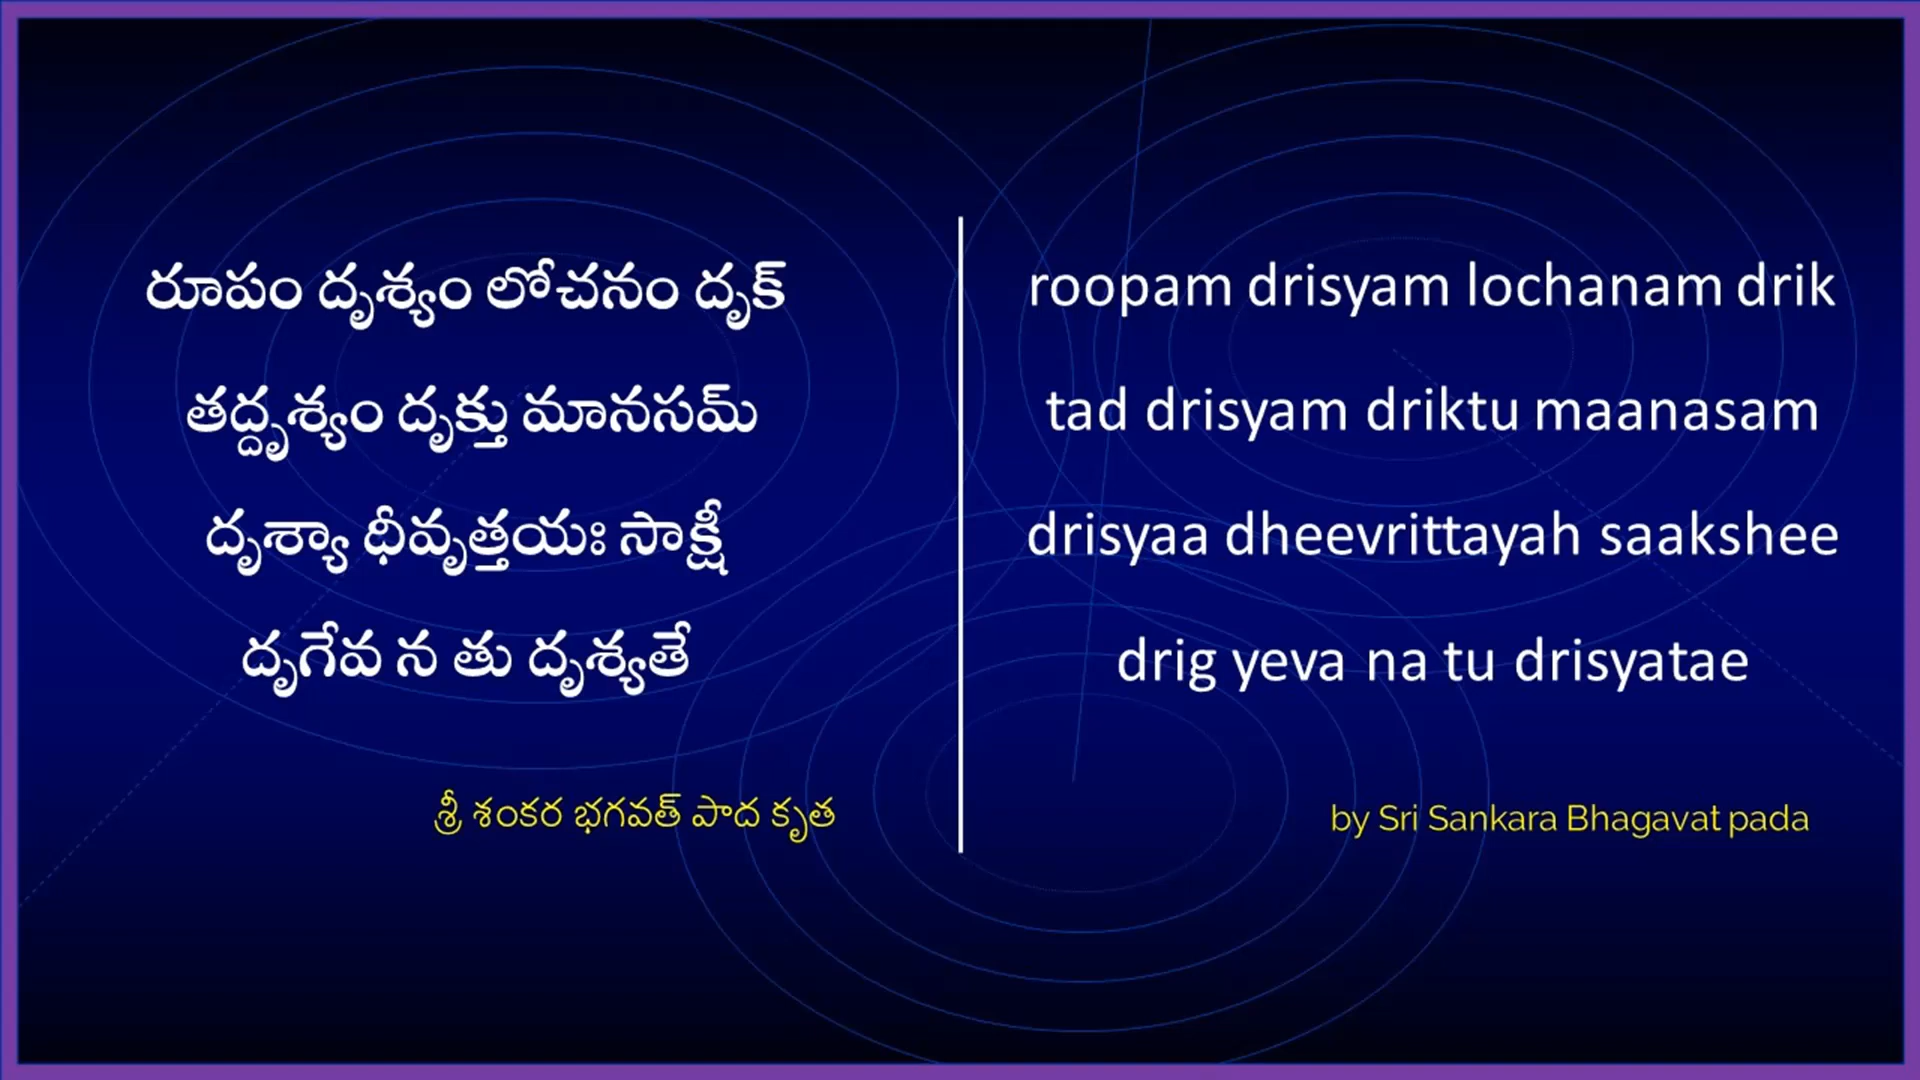 రూపం దృశ్యం లోచనం దృక్
తద్దృశ్యం దృక్తు మానసమ్
దృశ్యా ధీవృత్తయః సాక్షీ
దృగేవ న తు దృశ్యతే
శ్రీ శంకర భగవత్ పాద కృత
roopam drisyam lochanam drik
tad drisyam driktu maanasam
drisyaa dheevrittayah saakshee
drig yeva na tu drisyatae
by Sri Sankara Bhagavat pada